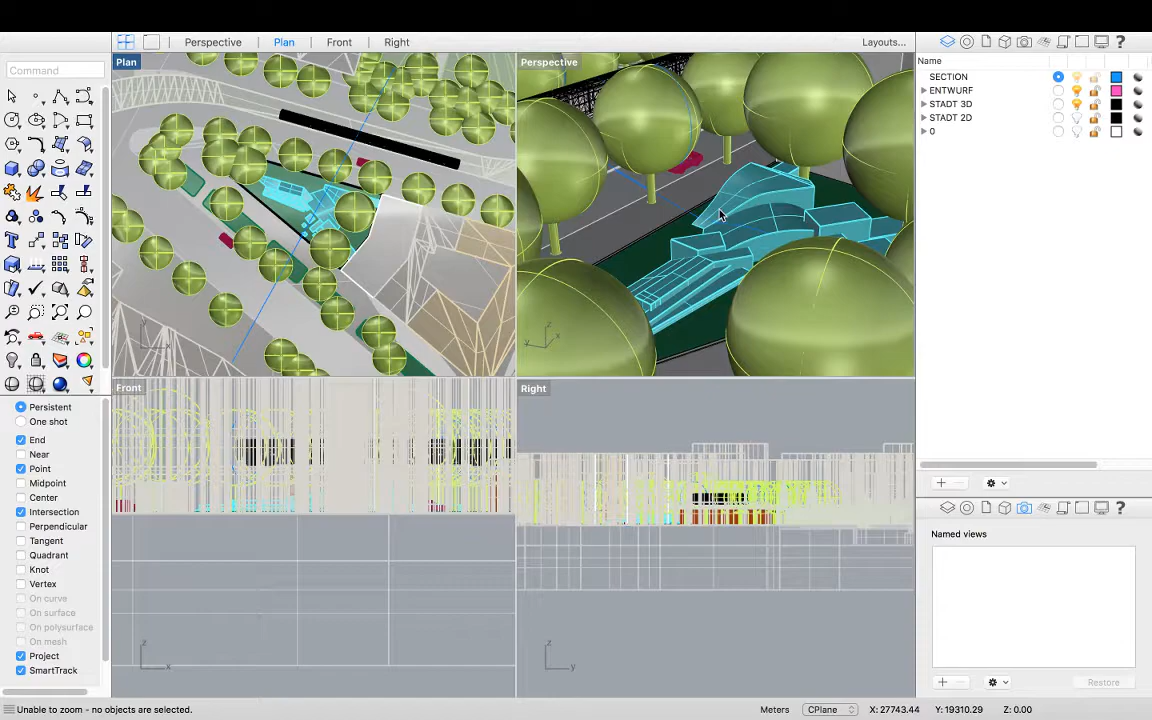 Perspective Plan Front Right Layouts...
Command
Plan
Perspective
Front
Right
z
x
z
y
Persistent
One shot
End
Near
Point
Midpoint
Center
Intersection
Perpendicular
Tangent
Quadrant
Knot
Vertex
On curve
On surface
On polysurface
On mesh
Project
SmartTrack
Name
SECTION
ENTWURF
STADT 3D
STADT 2D
0
Named views
Restore
Unable to zoom - no objects are selected. Meters CPlane X: 27743.44 Y: 19310.29 Z: 0.00